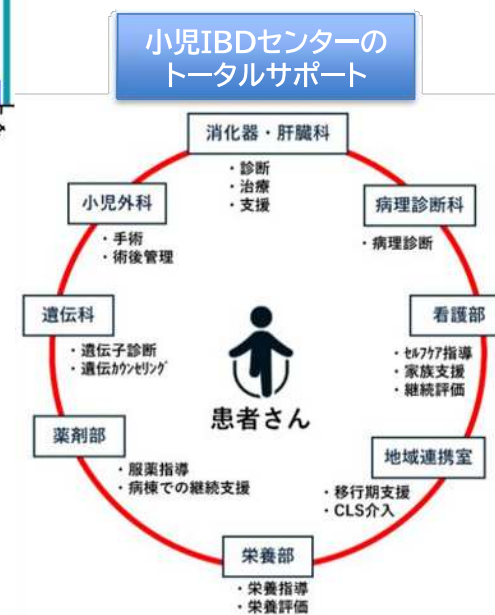 小児IBDセンターの
トータルサポート
消化器・肝臓科
・診断
・治療
・支援
小児外科
・手術
・術後管理
病理診断科
・病理診断
遺伝科
・遺伝子診断
・遺伝ｶｳﾝｾﾘﾝｸﾞ
看護部
・ｾﾙﾌｹｱ指導
・家族支援
・継続評価
患者さん
薬剤部
・服薬指導
・病棟での継続支援
地域連携室
・移行期支援
・CLS介入
栄養部
・栄養指導
・栄養評価